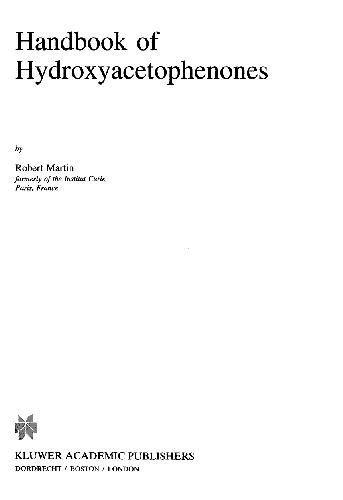 Handbook of
Hydroxyacetophenones
by
Robert Martin
formerly of the Institut Curie,
Paris, France
KLUWER ACADEMIC PUBLISHERS
DORDRECHT / BOSTON / LONDON